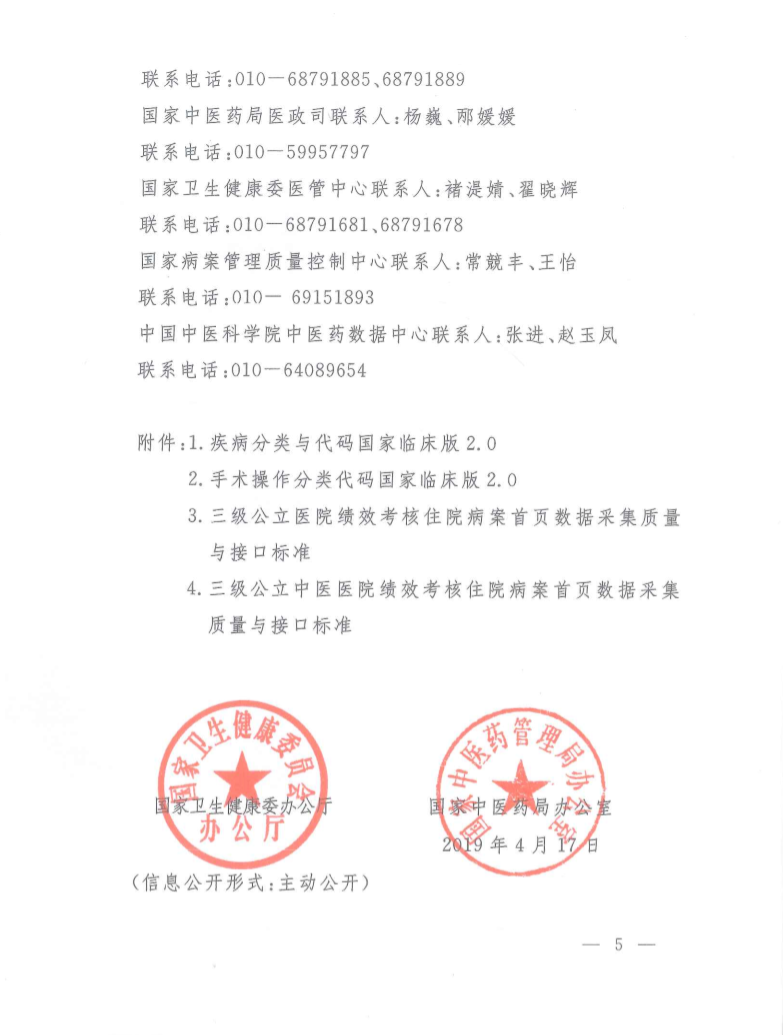 联系电话:010—68791885、68791889
国家中医药局医政司联系人:杨巍、邴媛媛
联系电话:010—59957797
国家卫生健康委医管中心联系人:褚湜婧、翟晓辉
联系电话:010—68791681、68791678
国家病案管理质量控制中心联系人:常競丰、王怡
联系电话:010— 69151893
中国中医科学院中医药数据中心联系人:张进、赵玉凤
联系电话:010—64089654
附件:1. 疾病分类与代码国家临床版 2.0
2. 手术操作分类代码国家临床版 2.0
3. 三级公立医院绩效考核住院病案首页数据采集质量
与接口标准
4. 三级公立中医医院绩效考核住院病案首页数据采集
质量与接口标准
国家卫生健康委员会
办公厅
国家中医药管理局办公室
国家卫生健康委办公厅
国家中医药局办公室
2019 年 4 月 17 日
(信息公开形式:主动公开)
— 5 —